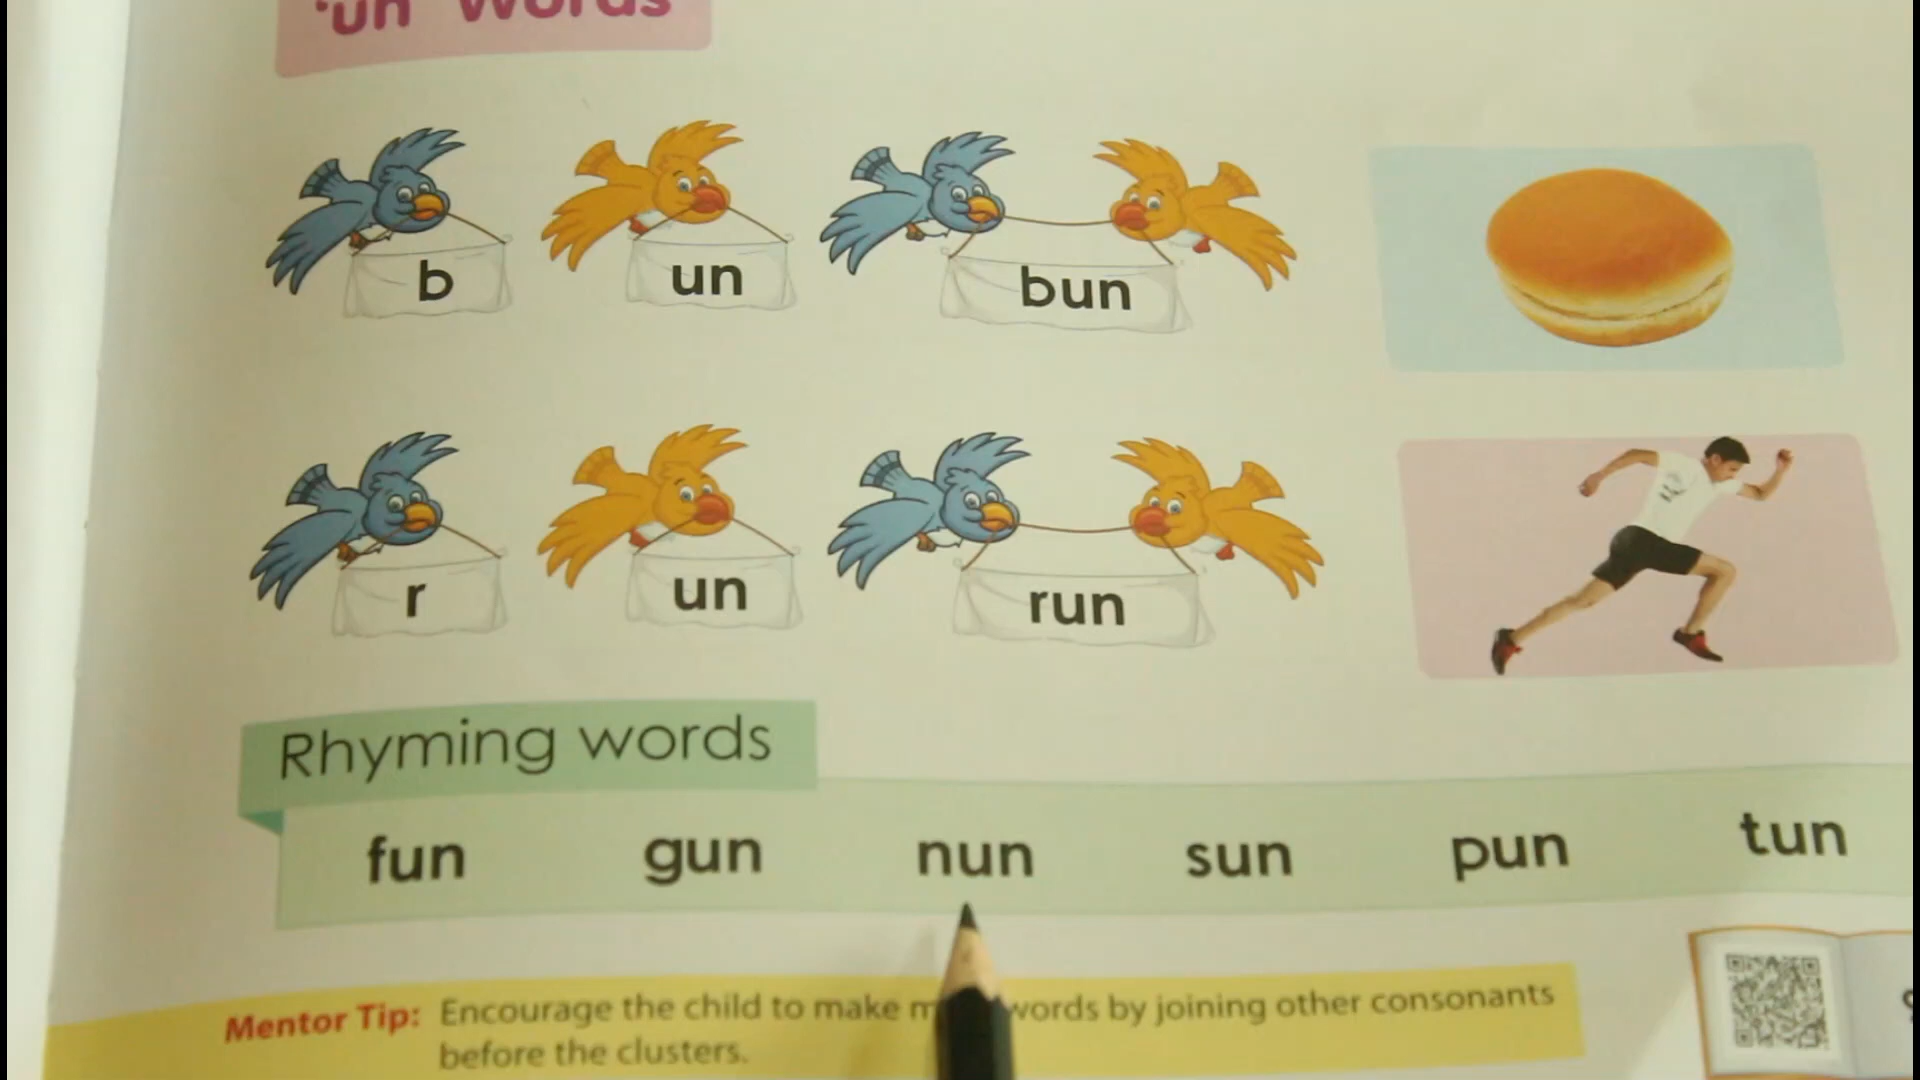 'un' words
b un bun
r un run
Rhyming words
fun gun nun sun pun tun
Mentor Tip: Encourage the child to make words by joining other consonants
before the clusters.